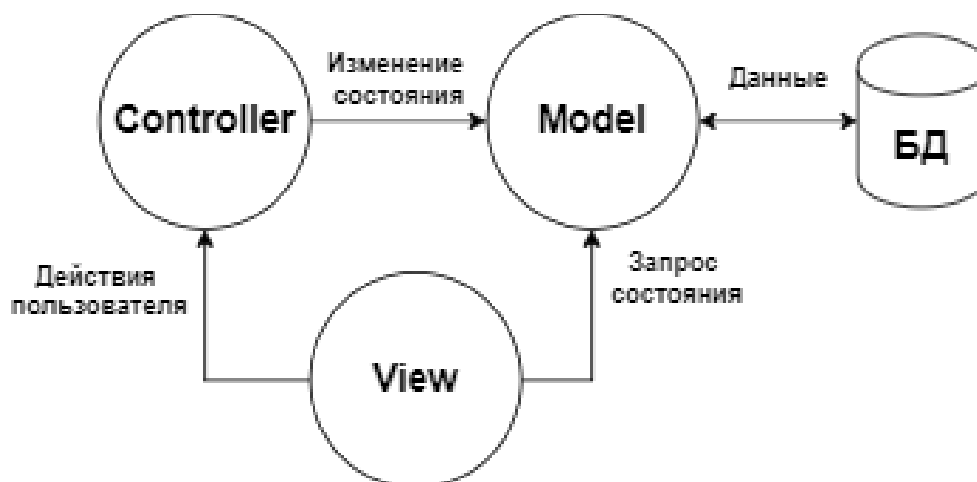 Изменение
состояния
Данные
Controller
Model
БД
Действия
пользователя
Запрос
состояния
View